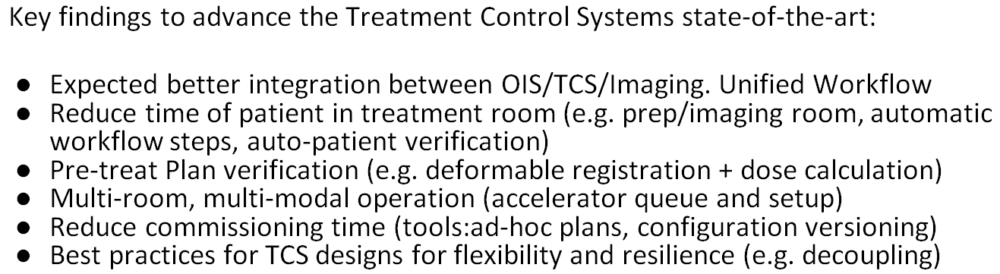 Key findings to advance the Treatment Control Systems state-of-the-art:
● Expected better integration between OIS/TCS/Imaging. Unified Workflow
● Reduce time of patient in treatment room (e.g. prep/imaging room, automatic
workflow steps, auto-patient verification)
● Pre-treat Plan verification (e.g. deformable registration + dose calculation)
● Multi-room, multi-modal operation (accelerator queue and setup)
● Reduce commissioning time (tools:ad-hoc plans, configuration versioning)
● Best practices for TCS designs for flexibility and resilience (e.g. decoupling)